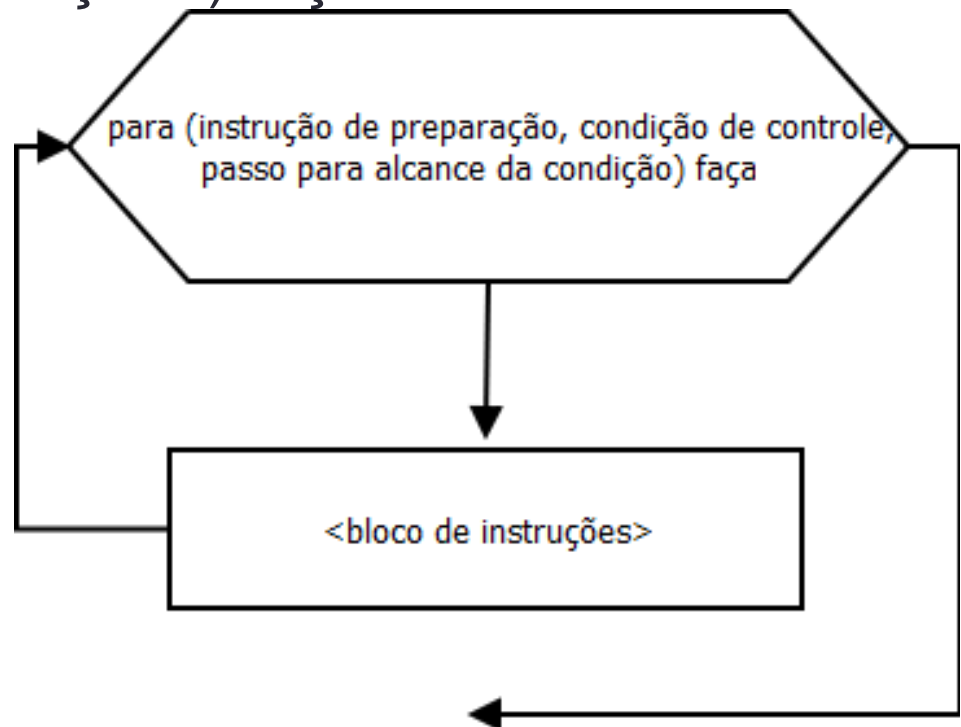 para (instrução de preparação, condição de controle,
passo para alcance da condição) faça
<bloco de instruções>